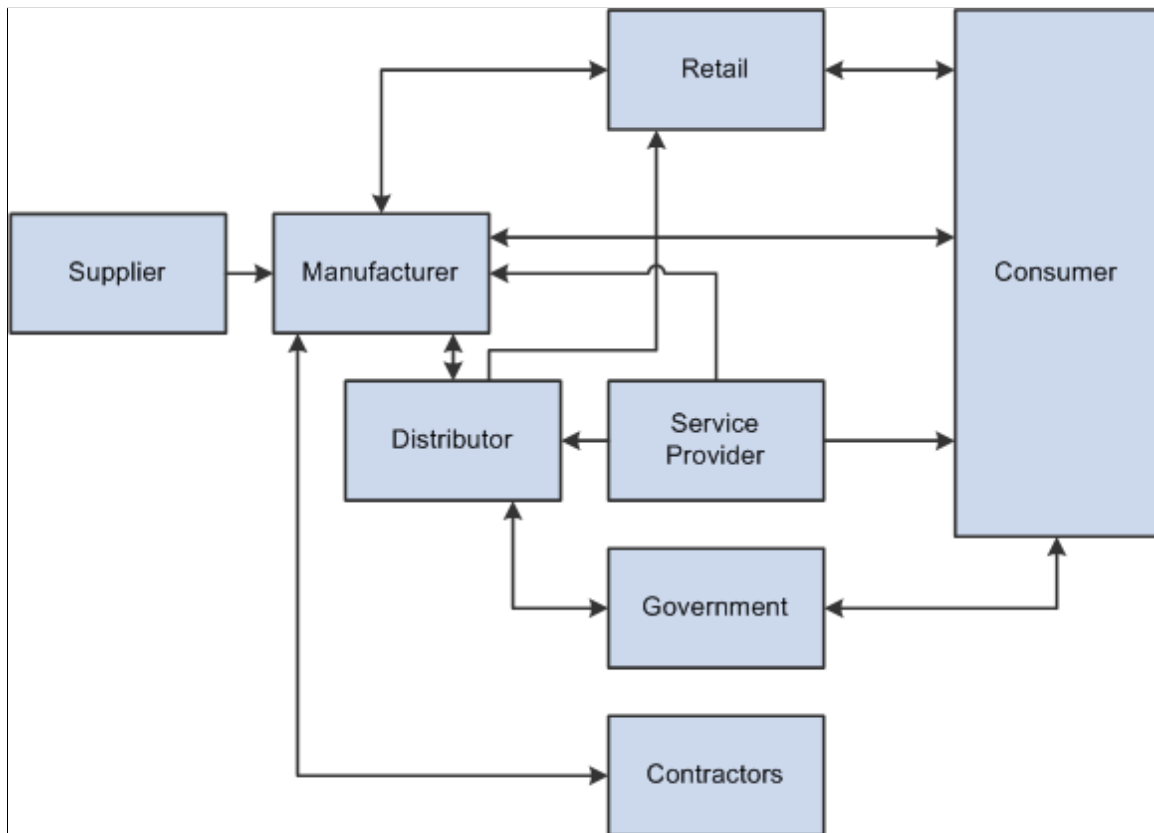 Retail
Supplier
Manufacturer
Consumer
Distributor
Service
Provider
Government
Contractors